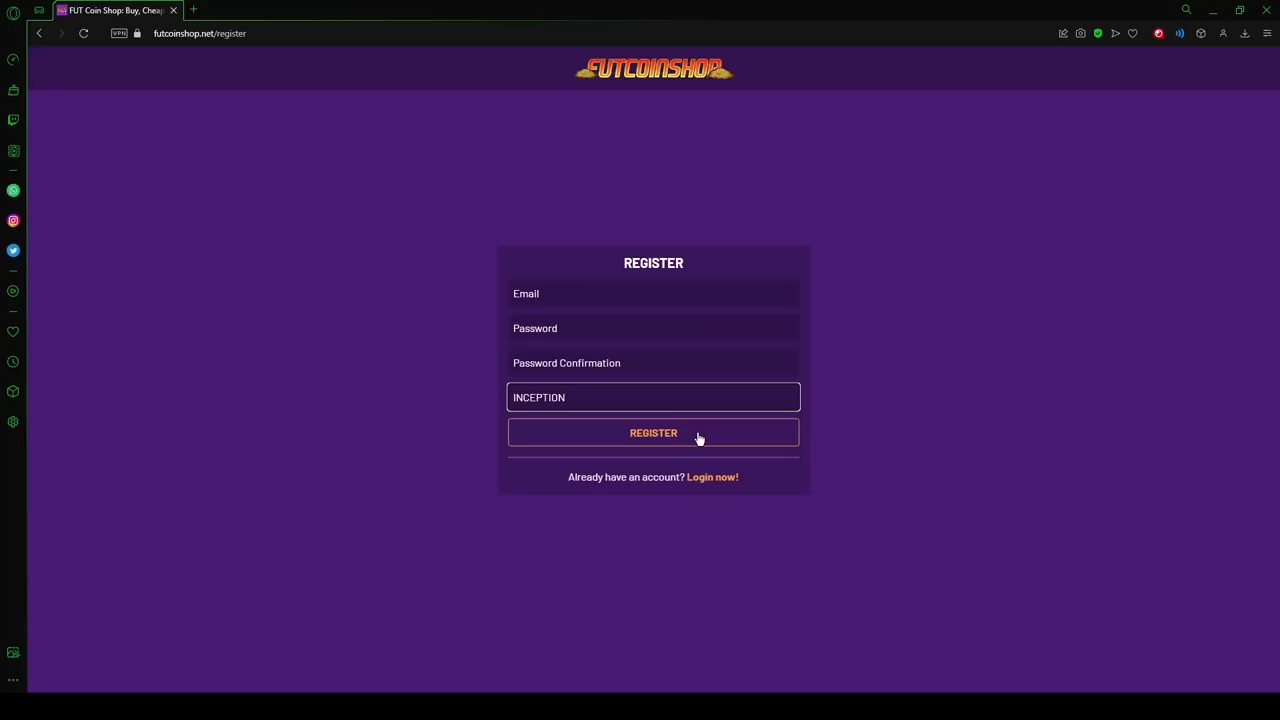 FUT Coin Shop: Buy, Cheap
VPN
futcoinshop.net/register
FUTCOINSHOP
REGISTER
Email
Password
Password Confirmation
INCEPTION
REGISTER
Already have an account? Login now!